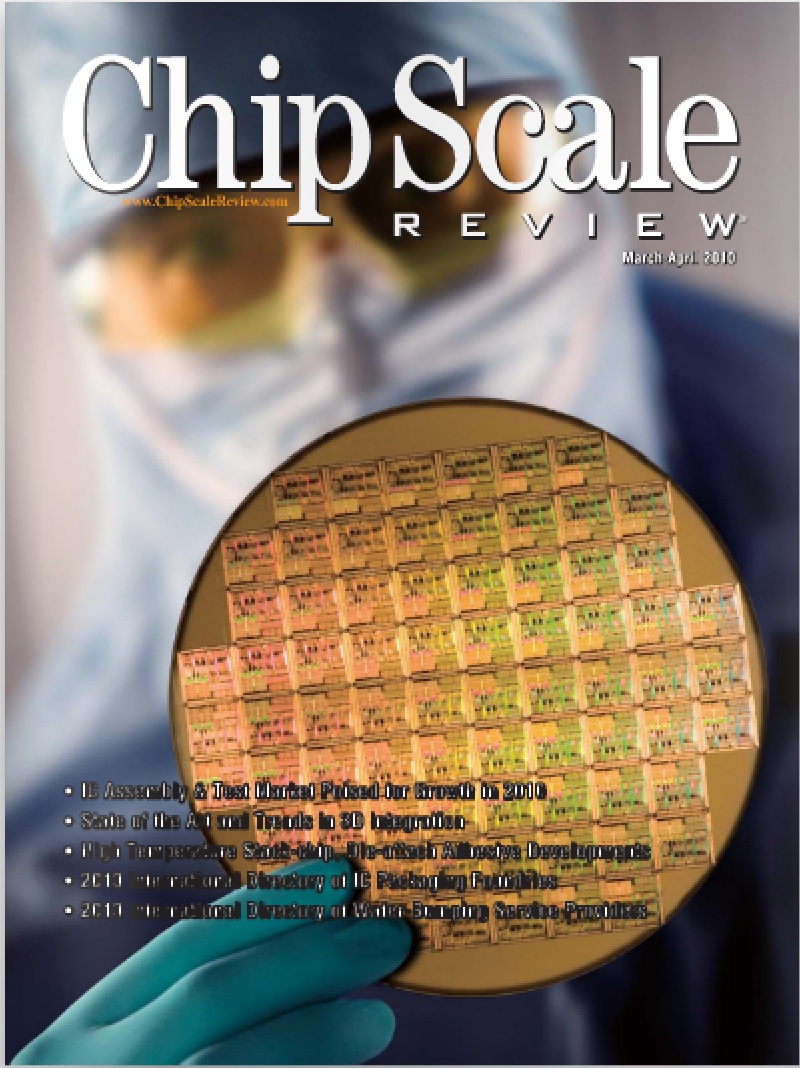 Chip Scale
www.ChipScaleReview.com
REVIEW®
March-April 2010
• IC Assembly & Test Market Poised for Growth in 2010
• State of the Art and Trends in 3D Integration
• High Temperature Stack-chip, Die-attach Adhesive Developments
• 2010 International Directory of IC Packaging Foundries
• 2010 International Directory of Wafer Bumping Service Providers